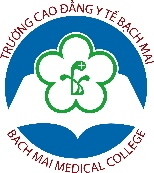 TRƯỜNG CAO ĐẲNG Y TẾ BẠCH MAI
BACH MAI MEDICAL COLLEGE